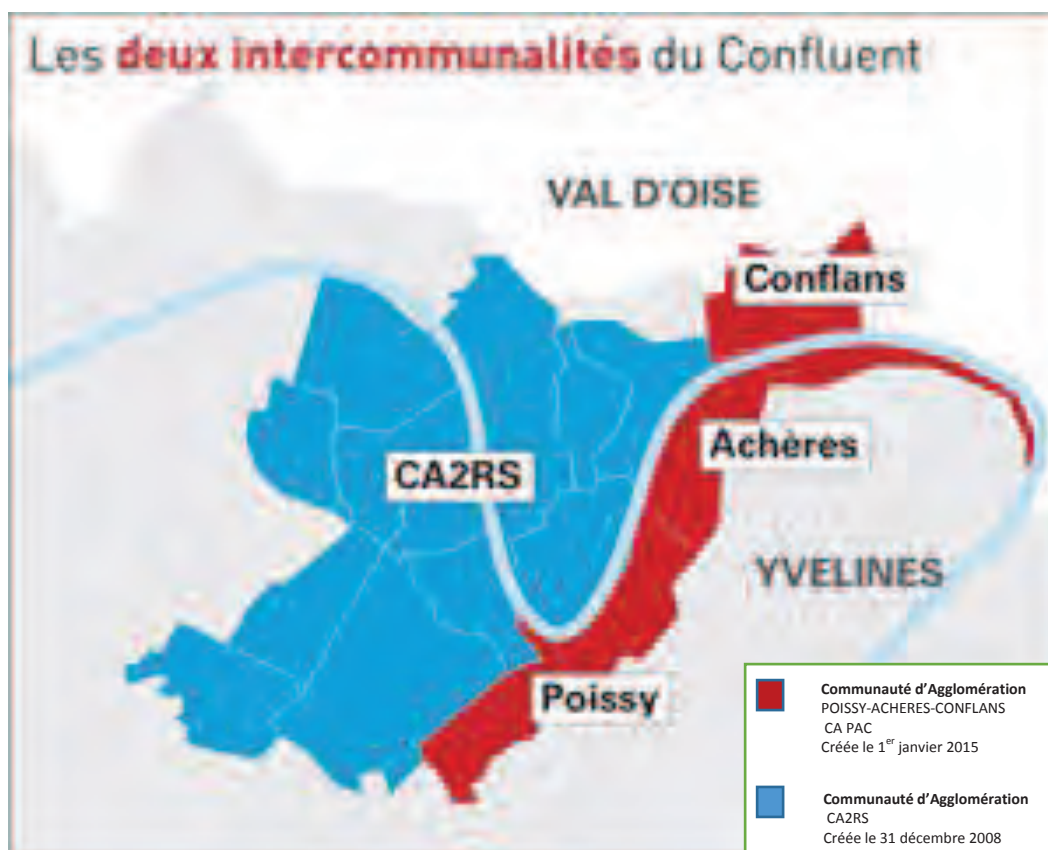 Les deux intercommunalités du Confluent
VAL D'OISE
Conflans
Achères
CA2RS
YVELINES
Poissy
Communauté d’Agglomération
POISSY-ACHERES-CONFLANS
CA PAC
Créée le 1er janvier 2015
Communauté d’Agglomération
CA2RS
Créée le 31 décembre 2008